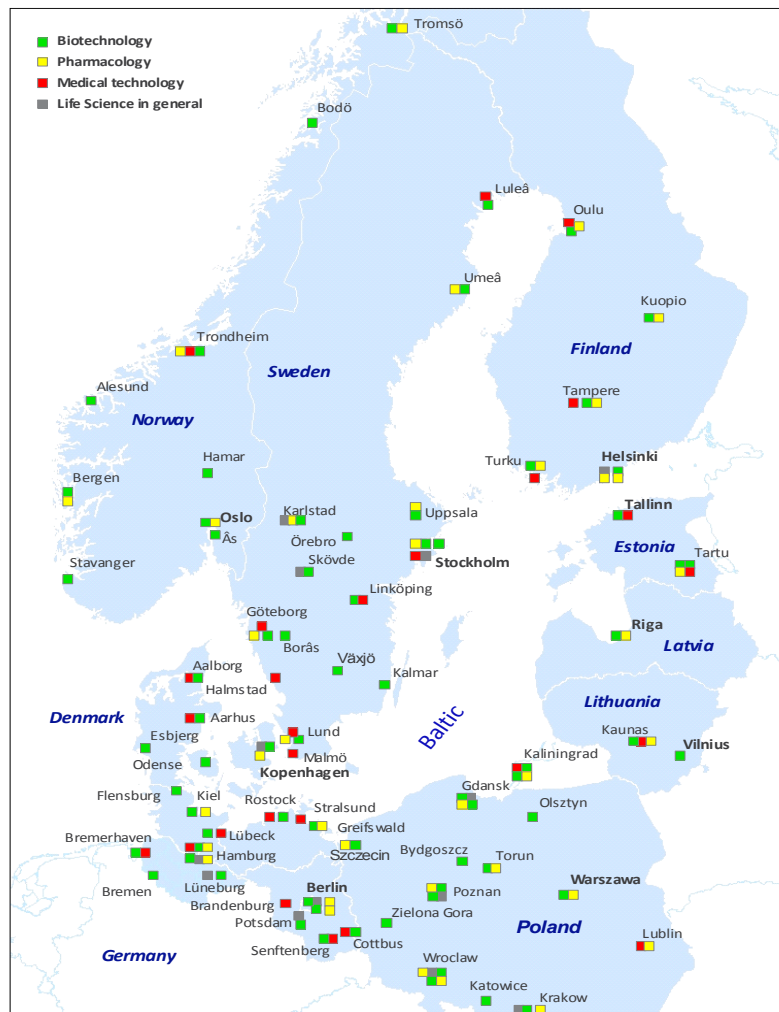 Tromsö
Biotechnology
Pharmacology
Medical technology
Life Science in general
Bodö
Luleâ
Oulu
Umeâ
Kuopio
Trondheim
Sweden
Finland
Alesund
Tampere
Norway
Hamar
Turku
Helsinki
Bergen
Oslo
Karlstad
Uppsala
Tallinn
Âs
Örebro
Estonia
Tartu
Skövde
Stockholm
Stavanger
Linköping
Göteborg
Riga
Borâs
Latvia
Aalborg
Växjö
Kalmar
Halmstad
Lithuania
Denmark
Aarhus
Lund
Baltic
Kaunas
Esbjerg
Vilnius
Odense
Malmö
Kopenhagen
Kaliningrad
Flensburg
Kiel
Rostock
Stralsund
Gdansk
Olsztyn
Bremerhaven
Lübeck
Greifswald
Hamburg
Szczecin
Bydgoszcz
Torun
Bremen
Lüneburg
Berlin
Poznan
Warszawa
Brandenburg
Potsdam
Zielona Gora
Poland
Germany
Senftenberg
Cottbus
Lublin
Wroclaw
Katowice
Krakow